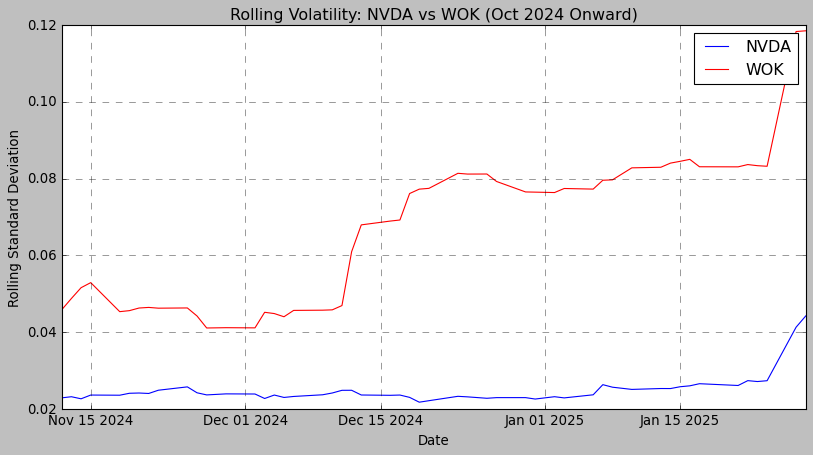 Rolling Volatility: NVDA vs WOK (Oct 2024 Onward)
0.12
0.10
0.08
0.06
0.04
0.02
Rolling Standard Deviation
NVDA
WOK
Nov 15 2024
Dec 01 2024
Dec 15 2024
Jan 01 2025
Jan 15 2025
Date